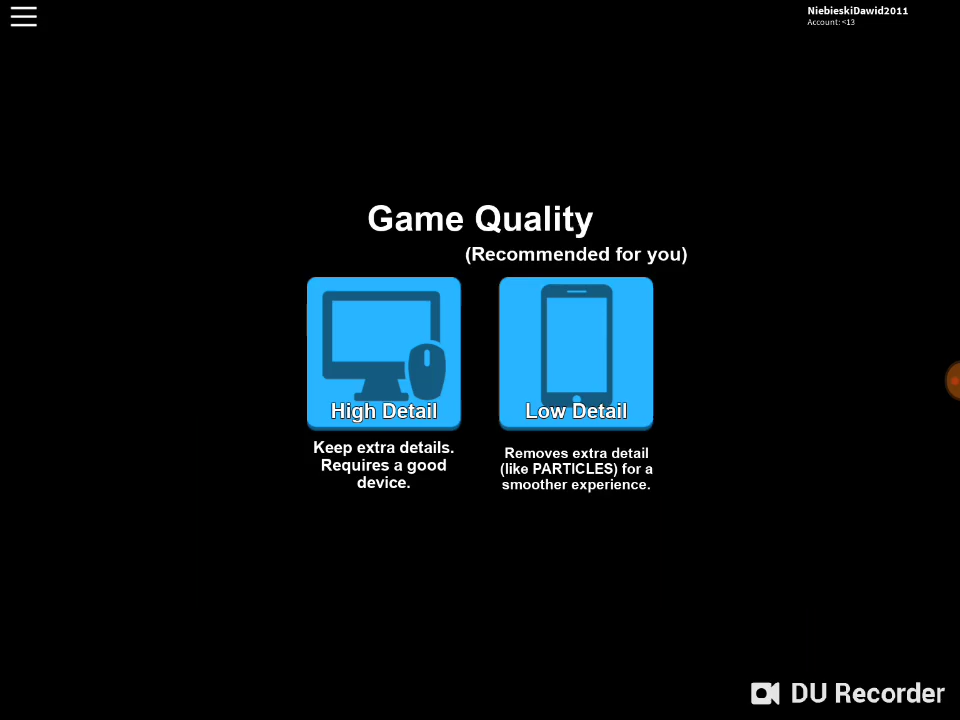 NiebieskiDawid2011
Account: <13
Game Quality
(Recommended for you)
High Detail
Low Detail
Keep extra details.
Requires a good
device.
Removes extra detail
(like PARTICLES) for a
smoother experience.
DU Recorder